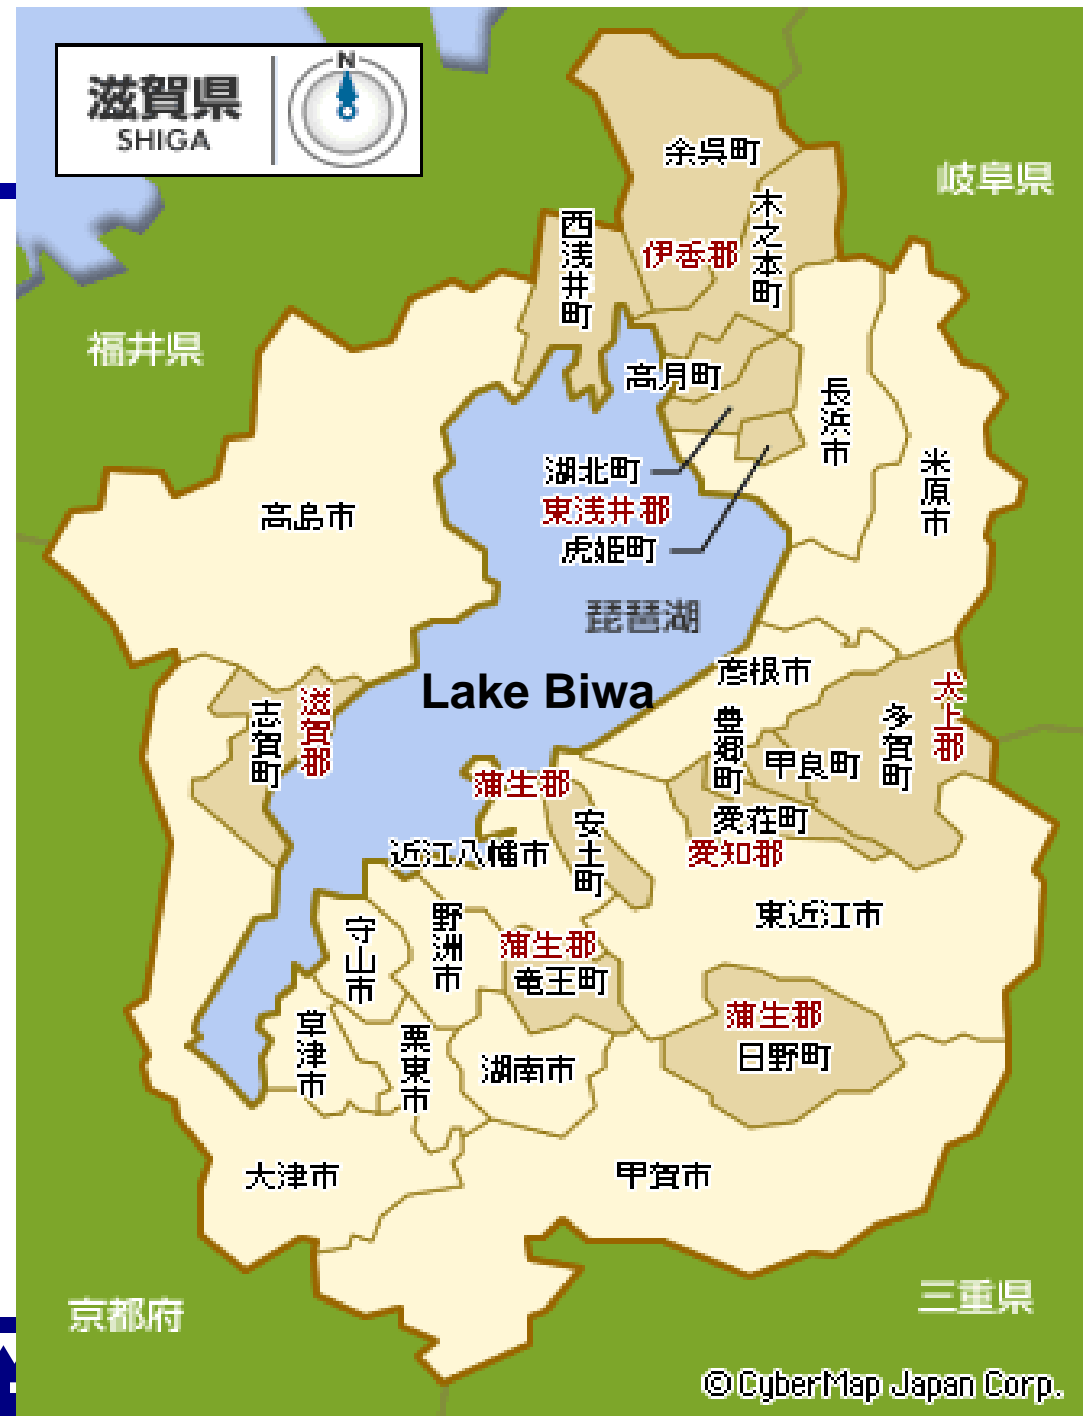 滋賀県
SHIGA
N
余呉町
岐阜県
木之本町
西浅井町
伊香郡
福井県
高月町
長浜市
米原市
湖北町
東浅井郡
虎姫町
高島市
琵琶湖
彦根市
Lake Biwa
犬上郡
多賀町
滋賀郡
志賀町
豊郷町
甲良町
蒲生郡
安土町
愛荘町
愛知郡
近江八幡市
東近江市
野洲市
守山市
蒲生郡
竜王町
蒲生郡
日野町
草津市
栗東市
湖南市
大津市
甲賀市
京都府
三重県
© CyberMap Japan Corp.